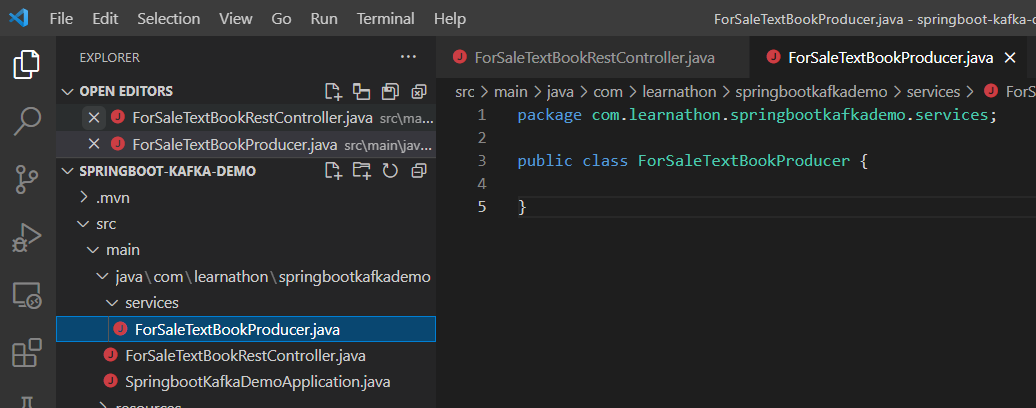 File Edit Selection View Go Run Terminal Help ForSaleTextBookProducer.java - springboot-kafka-d
EXPLORER
OPEN EDITORS
ForSaleTextBookRestController.java src\ma...
ForSaleTextBookProducer.java src\main\jav...
SPRINGBOOT-KAFKA-DEMO
.mvn
src
main
java\com\learnathon\springbootkafkademo
services
ForSaleTextBookProducer.java
ForSaleTextBookRestController.java
SpringbootKafkaDemoApplication.java
resources
ForSaleTextBookRestController.java ForSaleTextBookProducer.java
src > main > java > com > learnathon > springbootkafkademo > services > ForS
1 package com.learnathon.springbootkafkademo.services;
2
3 public class ForSaleTextBookProducer {
4
5 }